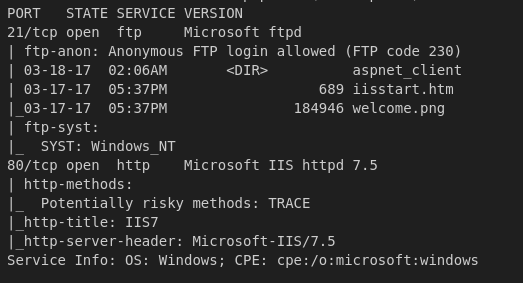 PORT   STATE SERVICE VERSION
21/tcp open  ftp     Microsoft ftpd
| ftp-anon: Anonymous FTP login allowed (FTP code 230)
| 03-18-17  02:06AM       <DIR>          aspnet_client
| 03-17-17  05:37PM                  689 iisstart.htm
|_03-17-17  05:37PM               184946 welcome.png
| ftp-syst:
|_  SYST: Windows_NT
80/tcp open  http    Microsoft IIS httpd 7.5
| http-methods:
|_  Potentially risky methods: TRACE
|_http-title: IIS7
|_http-server-header: Microsoft-IIS/7.5
Service Info: OS: Windows; CPE: cpe:/o:microsoft:windows